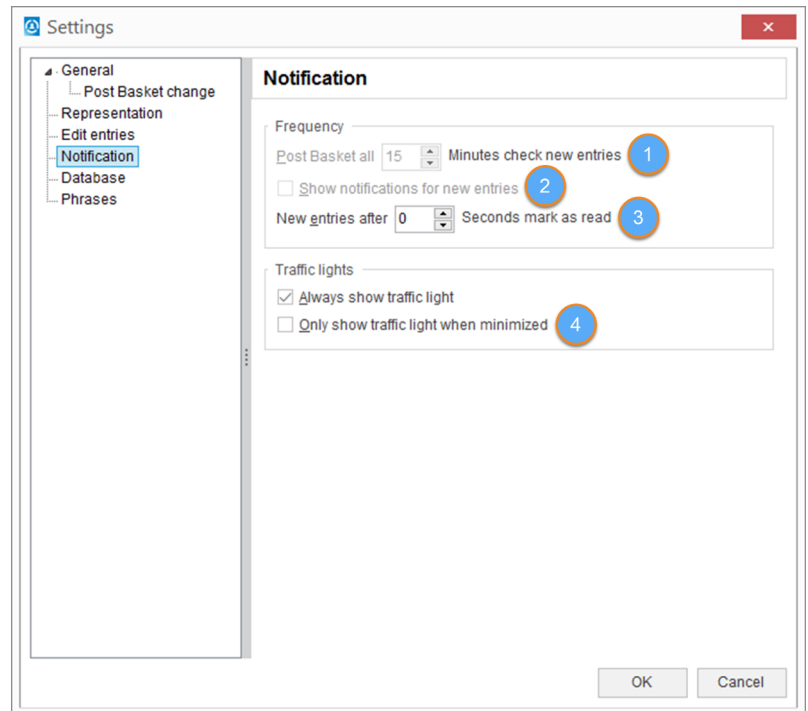 Settings
General
Post Basket change
Representation
Edit entries
Notification
Database
Phrases
Notification
Frequency
Post Basket all 15 Minutes check new entries 1
Show notifications for new entries 2
New entries after 0 Seconds mark as read 3
Traffic lights
Always show traffic light
Only show traffic light when minimized 4
OK Cancel